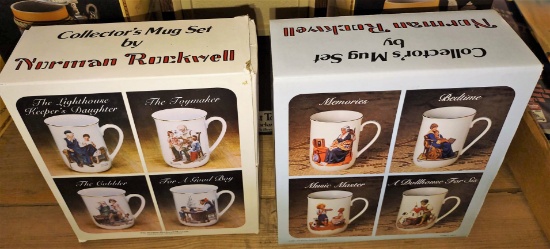 Collector's Mug Set
by
Norman Rockwell
The Lighthouse
Keeper's Daughter
The Toymaker
The Cobbler
For A Good Boy
Norman Rockwell
by
Collector's Mug Set
Memories
Bedtime
Music Master
A Dollhouse For Sis